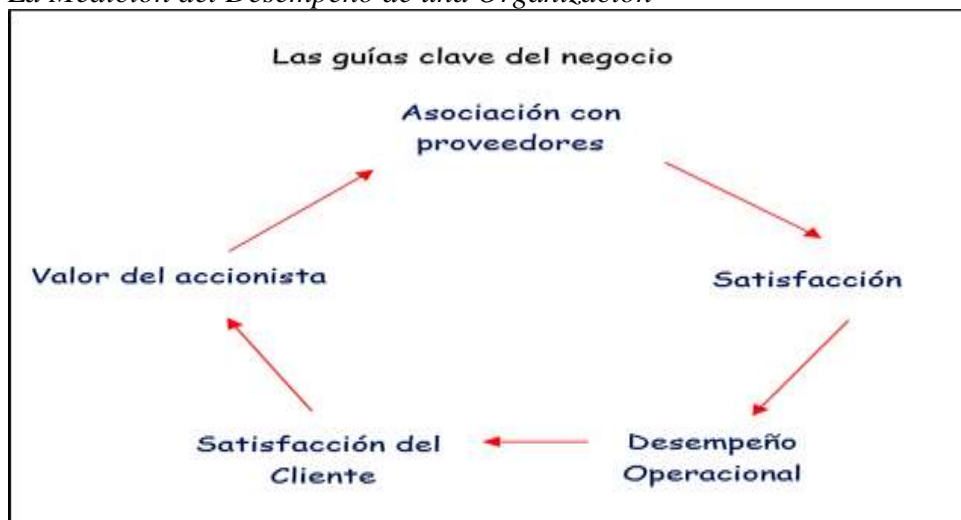 La Medición del Desempeño de una Organización
Las guías clave del negocio
Asociación con
proveedores
Valor del accionista
Satisfacción
Satisfacción del
Cliente
Desempeño
Operacional